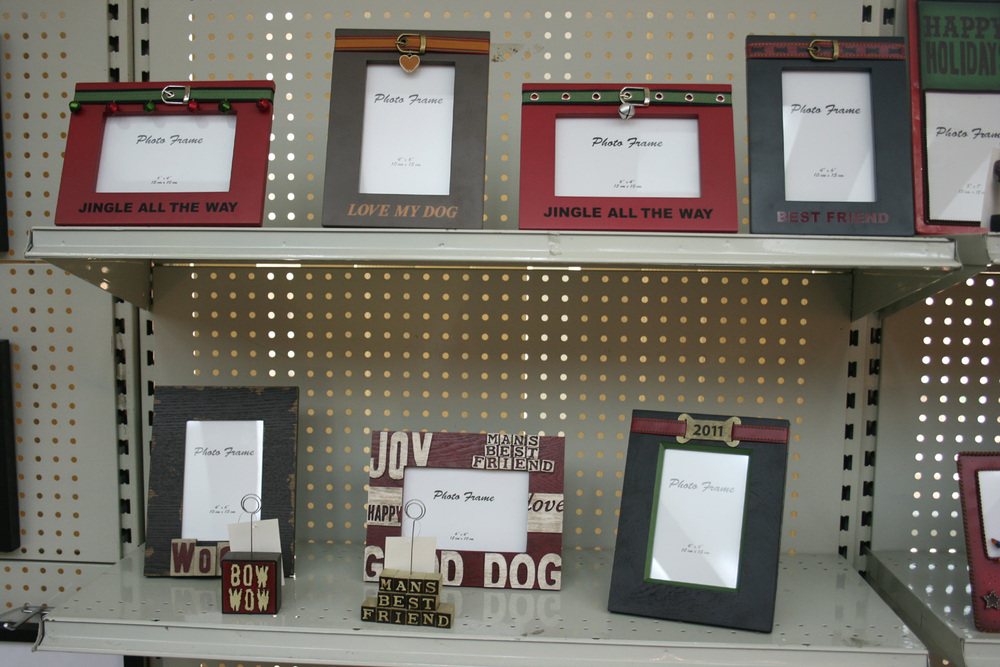 Photo Frame
JINGLE ALL THE WAY
Photo Frame
LOVE MY DOG
Photo Frame
JINGLE ALL THE WAY
Photo Frame
BEST FRIEND
HAPPY
HOLIDAY
Photo Fram
Photo Frame
WO
BOW
WOW
JOY
MANS
BEST
FRIEND
Photo Frame
HAPPY
love
G D DOG
MANS
BEST
FRIEND
2011
Photo Frame